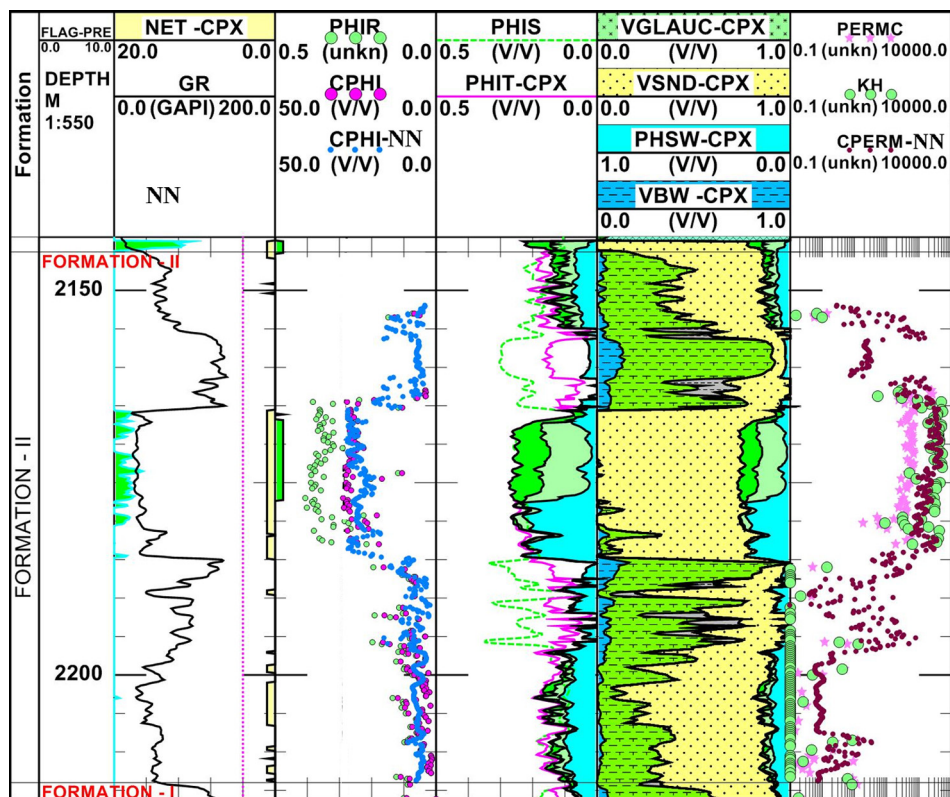 Formation
FLAG-PRE
0.0 10.0
DEPTH
M
1:550
NET -CPX
20.0 0.0
GR
0.0 (GAPI) 200.0
NN
PHIR
0.5 (unkn) 0.0
CPHI
50.0 (V/V) 0.0
CPHI-NN
50.0 (V/V) 0.0
PHIS
0.5 (V/V) 0.0
PHIT-CPX
0.5 (V/V) 0.0
VGLAUC-CPX
0.0 (V/V) 1.0
VSND-CPX
0.0 (V/V) 1.0
PHSW-CPX
1.0 (V/V) 0.0
VBW -CPX
0.0 (V/V) 1.0
PERMC
0.1 (unkn) 10000.0
KH
0.1 (unkn) 10000.0
CPERM-NN
0.1 (unkn) 10000.0
FORMATION - II
2150
FORMATION - II
2200
FORMATION - I